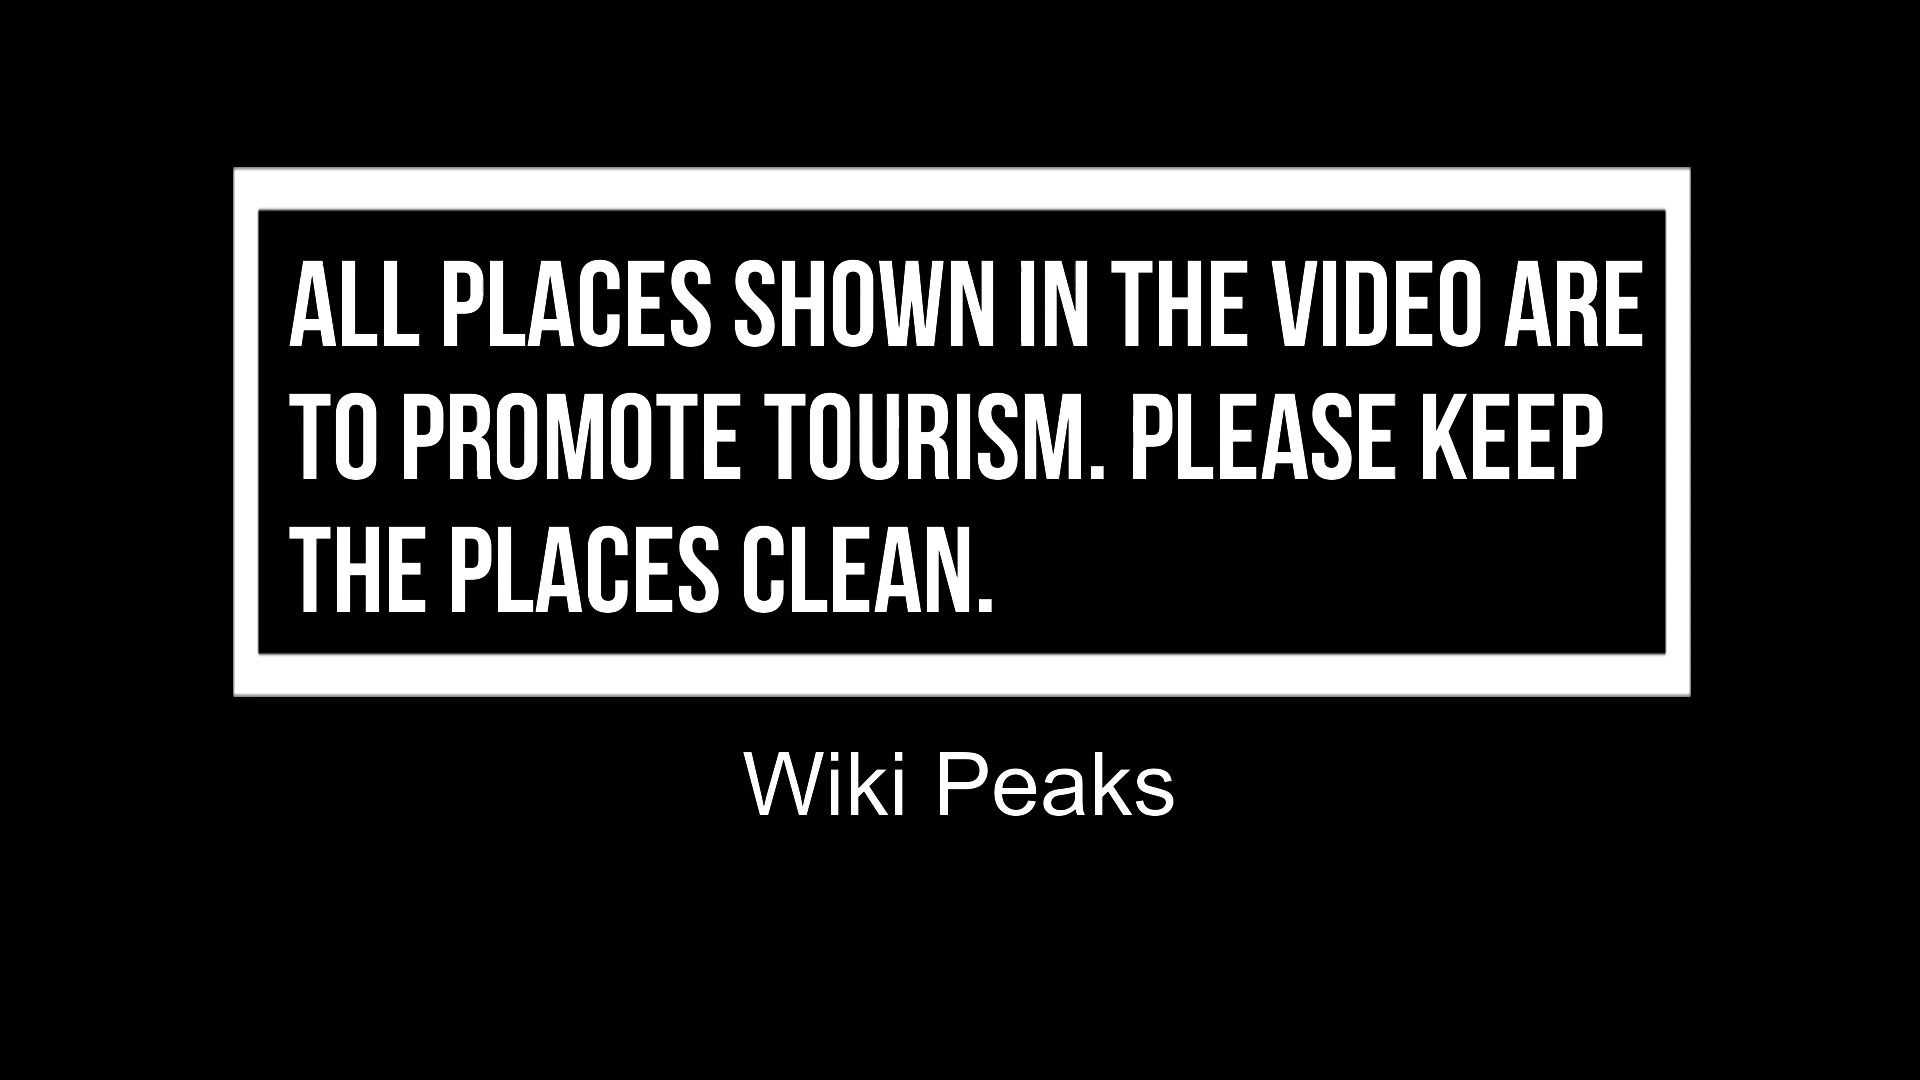 ALL PLACES SHOWN IN THE VIDEO ARE
TO PROMOTE TOURISM. PLEASE KEEP
THE PLACES CLEAN.
Wiki Peaks